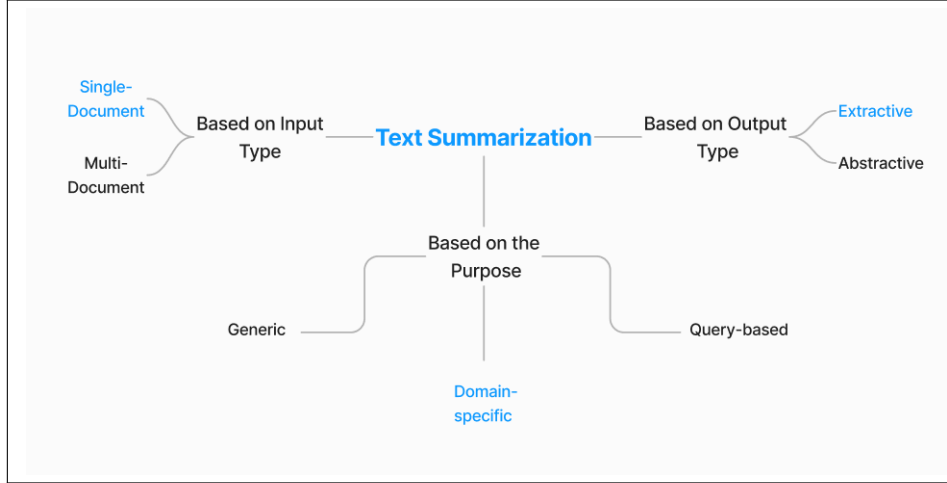 Single-
Document
Multi-
Document
Based on Input
Type
Text Summarization
Based on Output
Type
Extractive
Abstractive
Based on the
Purpose
Generic
Query-based
Domain-
specific